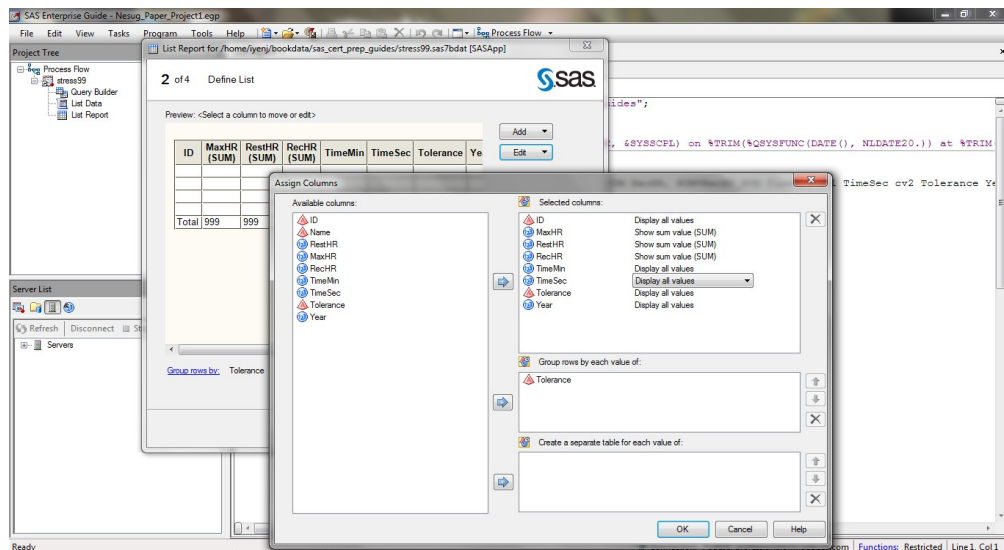 SAS Enterprise Guide - Nesug_Paper_Project1.egp
File Edit View Tasks Program Tools Help
Process Flow
Project Tree
Process Flow
stress99
Query Builder
List Data
List Report
List Report for /home/iyenj/bookdata/sas_cert_prep_guides/stress99.sas7bdat [SASApp]
2 of 4 Define List
sas
Preview: <Select a column to move or edit>
Add
Edit
ID MaxHR (SUM) RestHR (SUM) RecHR (SUM) TimeMin TimeSec Tolerance Ye
Total 999 999
Group rows by: Tolerance
ides";
, &SYSSCPL) on %TRIM(%QSYSFUNC(DATE(), NLDATE20.)) at %TRIM(
TimeSec cv2 Tolerance Ye
Server List
Refresh Disconnect St
Servers
Assign Columns
Available columns:
ID
Name
RestHR
MaxHR
RecHR
TimeMin
TimeSec
Tolerance
Year
Selected columns:
ID Display all values
MaxHR Show sum value (SUM)
RestHR Show sum value (SUM)
RecHR Show sum value (SUM)
TimeMin Display all values
TimeSec Display all values
Tolerance Display all values
Year Display all values
Group rows by each value of:
Tolerance
Create a separate table for each value of:
OK Cancel Help
Ready
com Functions: Restricted Line 1, Col 1